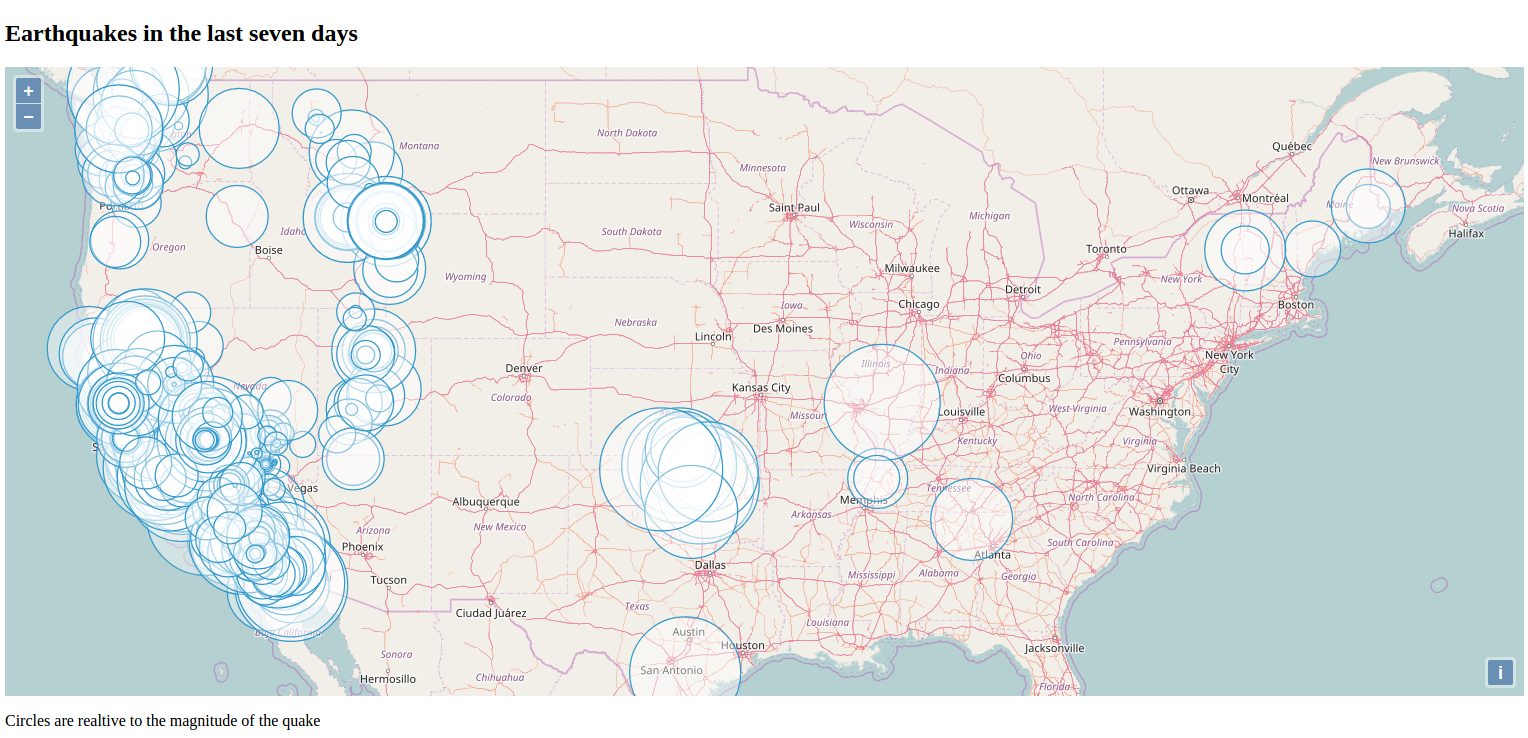 Earthquakes in the last seven days
+
−
North Dakota
Montana
Minnesota
Québec
New Brunswick
Ottawa
Montréal
Maine
Nova Scotia
Saint Paul
Wisconsin
Michigan
Halifax
Oregon
Idaho
Boise
South Dakota
Toronto
Wyoming
Milwaukee
New York
Detroit
Chicago
Boston
Iowa
Nebraska
Des Moines
Lincoln
Pennsylvania
New York
City
Ohio
Illinois
Indiana
Columbus
Denver
Colorado
Nevada
Kansas City
Missouri
Louisville
West Virginia
Washington
Kentucky
Virginia
Virginia Beach
Vegas
Albuquerque
New Mexico
Memphis
Tennessee
North Carolina
Arkansas
Arizona
Phoenix
South Carolina
Atlanta
Dallas
Tucson
Mississippi
Alabama
Georgia
Ciudad Juárez
Texas
Louisiana
Baja California
Austin
Houston
Jacksonville
Sonora
San Antonio
Hermosillo
Chihuahua
Florida
i
Circles are realtive to the magnitude of the quake